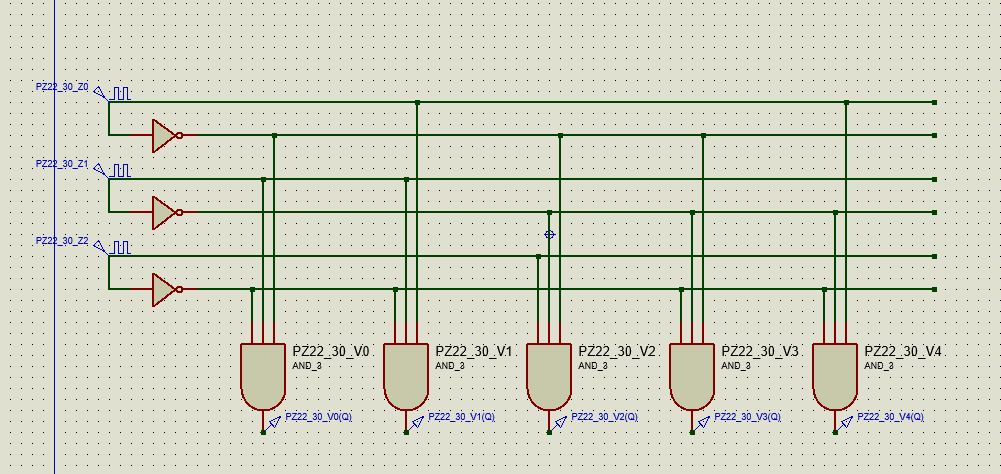 PZ22_30_Z0
PZ22_30_Z1
PZ22_30_Z2
PZ22_30_V0
AND_3
PZ22_30_V0(Q)
PZ22_30_V1
AND_3
PZ22_30_V1(Q)
PZ22_30_V2
AND_3
PZ22_30_V2(Q)
PZ22_30_V3
AND_3
PZ22_30_V3(Q)
PZ22_30_V4
AND_3
PZ22_30_V4(Q)